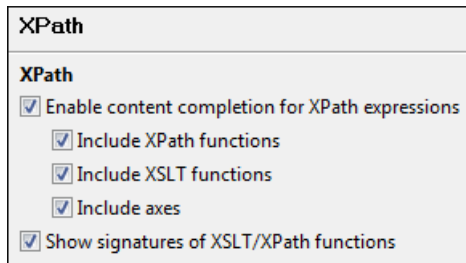 XPath
XPath
Enable content completion for XPath expressions
Include XPath functions
Include XSLT functions
Include axes
Show signatures of XSLT/XPath functions